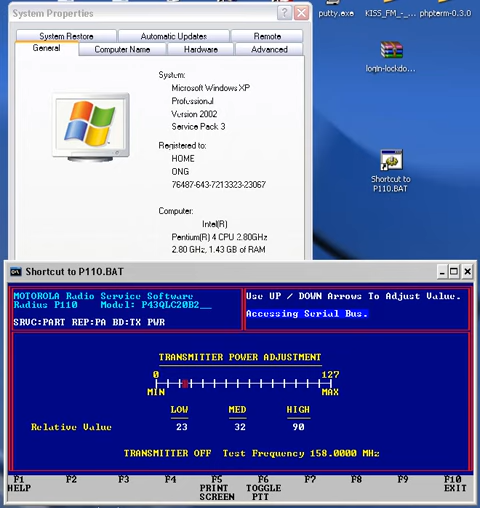 System Properties
putty.exe
KISS_FM_-_...
phpterm-0.3.0
System Restore
Automatic Updates
Remote
General
Computer Name
Hardware
Advanced
login-lockdo...
System:
Microsoft Windows XP
Professional
Version 2002
Service Pack 3
Registered to:
HOME
ONG
76487-643-7213323-23067
Shortcut to
P110.BAT
Computer:
Intel(R)
Pentium(R) 4 CPU 2.80GHz
2.80 GHz, 1.43 GB of RAM
Shortcut to P110.BAT
MOTOROLA Radio Service Software
Radius P110 Model: P43QLC20B2__
SRVC:PART REP:PA BD:TX PWR
Use UP / DOWN Arrows To Adjust Value.
Accessing Serial Bus.
TRANSMITTER POWER ADJUSTMENT
0 127
MIN MAX
LOW MED HIGH
Relative Value 23 32 90
TRANSMITTER OFF Test Frequency 158.0000 MHz
F1 F2 F3 F4 F5 F6 F7 F8 F9 F10
HELP PRINT TOGGLE EXIT
SCREEN PTT